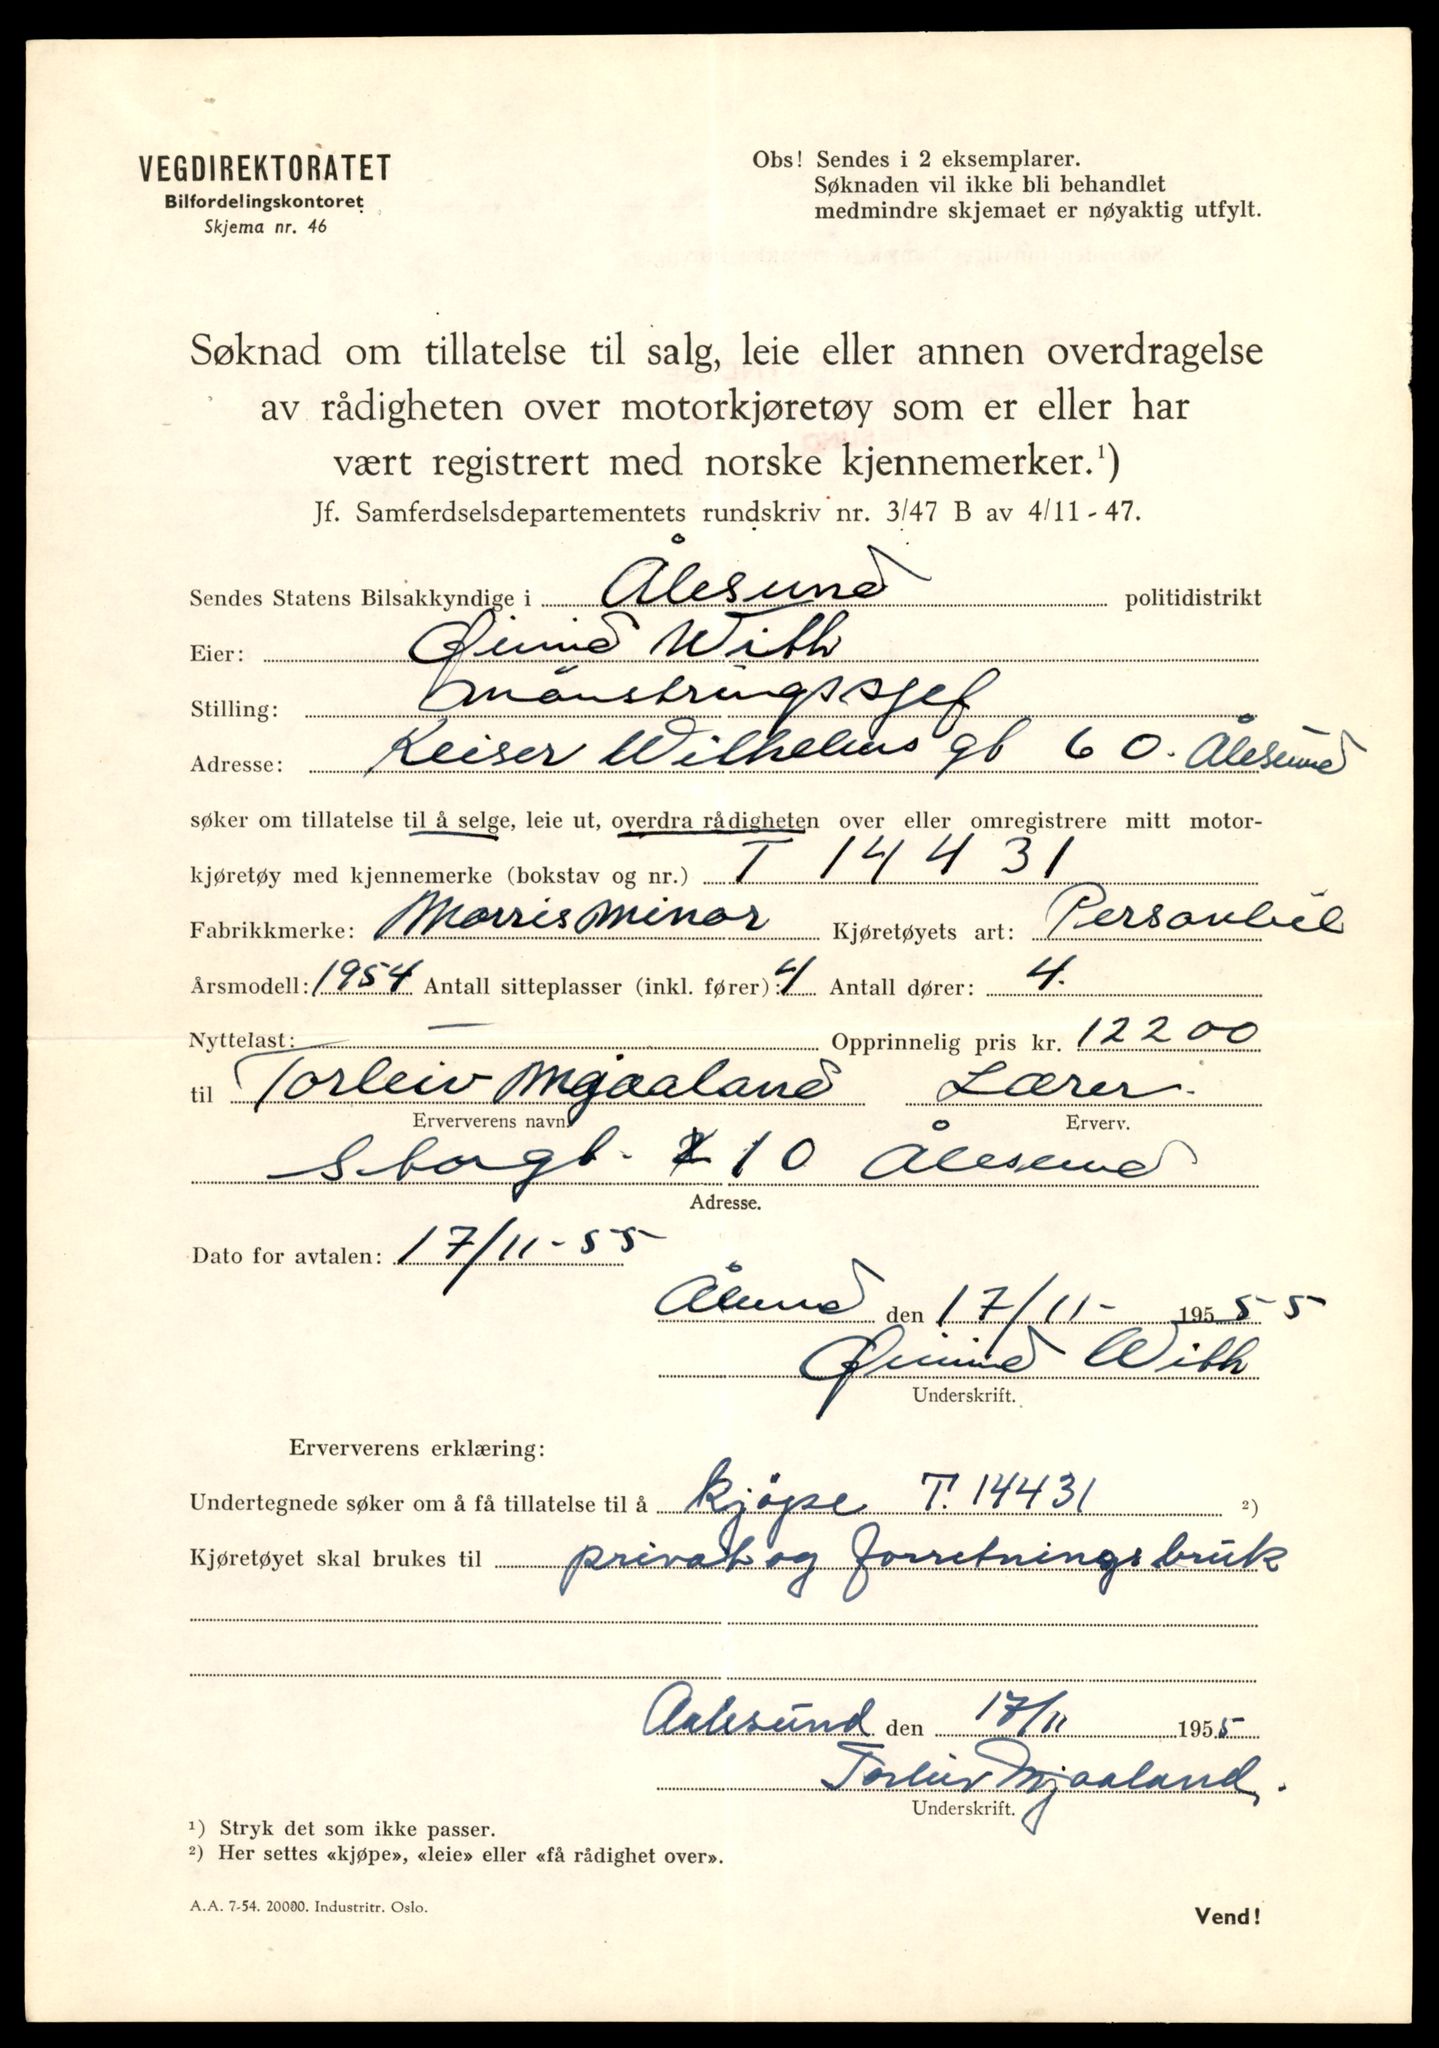 VEGDIREKTORATET
Bilfordelingskontoret
Skjema nr. 46
Obs! Sendes i 2 eksemplarer.
Søknaden vil ikke bli behandlet
medmindre skjemaet er nøyaktig utfylt.
Søknad om tillatelse til salg, leie eller annen overdragelse
av rådigheten over motorkjøretøy som er eller har
vært registrert med norske kjennemerker.¹)
Jf. Samferdselsdepartementets rundskriv nr. 3/47 B av 4/11 - 47.
Sendes Statens Bilsakkyndige i Ålesund politidistrikt
Eier: Øivind With
Stilling: Mönstringssjef
Adresse: Keiser Wilhelms gt 60. Ålesund
søker om tillatelse til å selge, leie ut, overdra rådigheten over eller omregistrere mitt motor-
kjøretøy med kjennemerke (bokstav og nr.) T 14431
Fabrikkmerke: Morris Minor Kjøretøyets art: Personbil
Årsmodell: 1954 Antall sitteplasser (inkl. fører): 4 Antall dører: 4.
Nyttelast: — Opprinnelig pris kr. 12200
til Torleiv Mjaaland Lærer.
Erververens navn. Erverv.
Storgt. 10 Ålesund
Adresse.
Dato for avtalen: 17/11-55
Ålesund den 17/11- 195 55
Øivind With
Underskrift.
Erververens erklæring:
Undertegnede søker om å få tillatelse til å kjöpe T. 14431 ²)
Kjøretøyet skal brukes til privat og forretningsbruk
Aalesund den 17/11 1955
Torleiv Mjaaland.
Underskrift.
¹) Stryk det som ikke passer.
²) Her settes «kjøpe», «leie» eller «få rådighet over».
A.A. 7-54. 20000. Industritr. Oslo.
Vend!